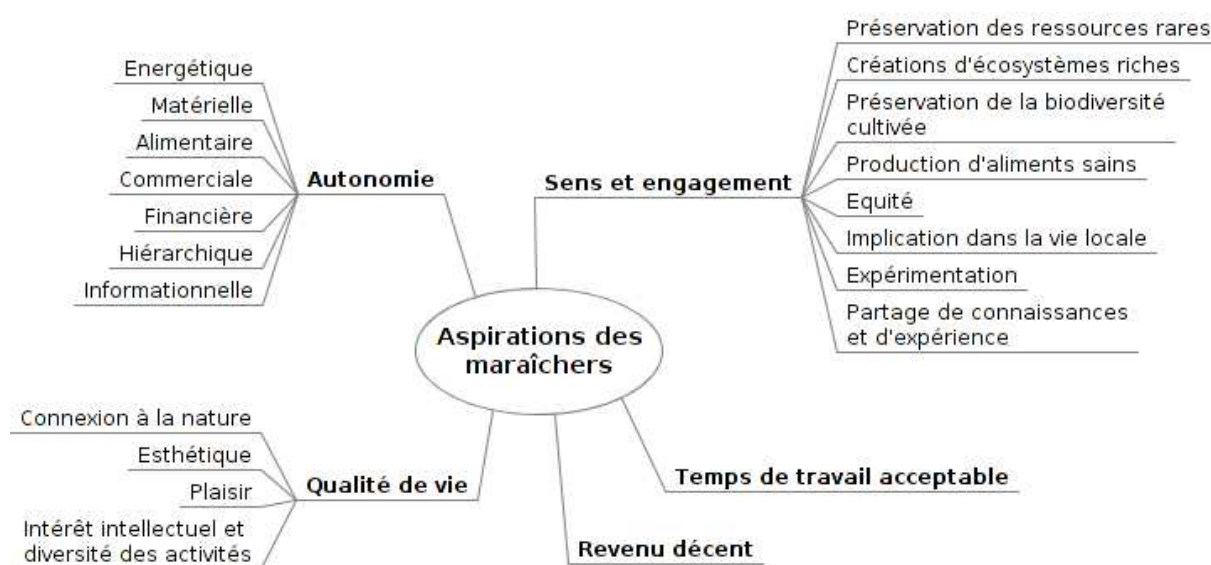 Energétique
Matérielle
Alimentaire
Commerciale
Financière
Hiérarchique
Informationnelle
Autonomie
Sens et engagement
Préservation des ressources rares
Créations d'écosystèmes riches
Préservation de la biodiversité
cultivée
Production d'aliments sains
Equité
Implication dans la vie locale
Expérimentation
Partage de connaissances
et d'expérience
Aspirations des
maraîchers
Connexion à la nature
Esthétique
Plaisir
Intérêt intellectuel et
diversité des activités
Qualité de vie
Temps de travail acceptable
Revenu décent